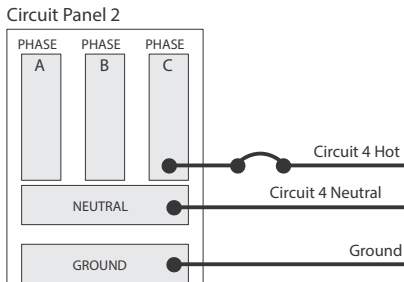 Circuit Panel 2
PHASE PHASE PHASE
A B C
Circuit 4 Hot
Circuit 4 Neutral
NEUTRAL
Ground
GROUND